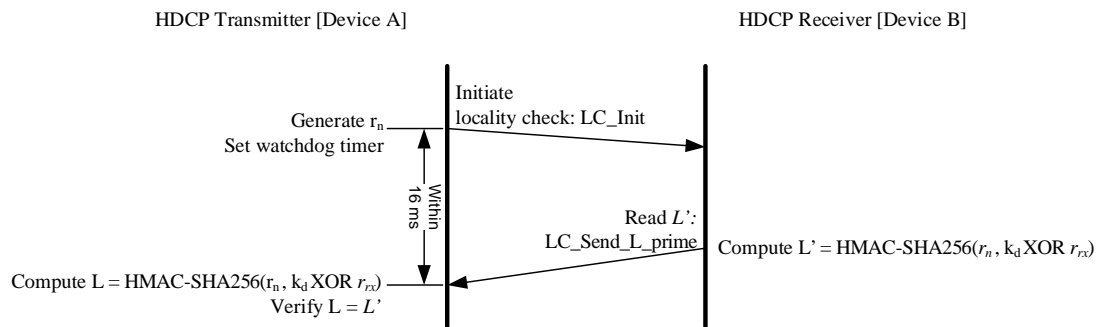 HDCP Transmitter [Device A]
HDCP Receiver [Device B]
Initiate
locality check: LC_Init
Generate rn
Set watchdog timer
Within
16 ms
Read L’:
LC_Send_L_prime
Compute L’ = HMAC-SHA256(rn, kd XOR rrx)
Compute L = HMAC-SHA256(rn, kd XOR rrx)
Verify L = L’